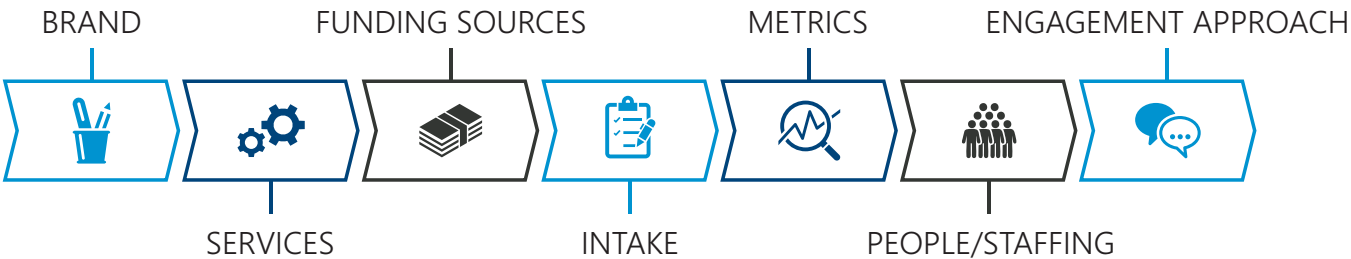 BRAND
FUNDING SOURCES
METRICS
ENGAGEMENT APPROACH
SERVICES
INTAKE
PEOPLE/STAFFING